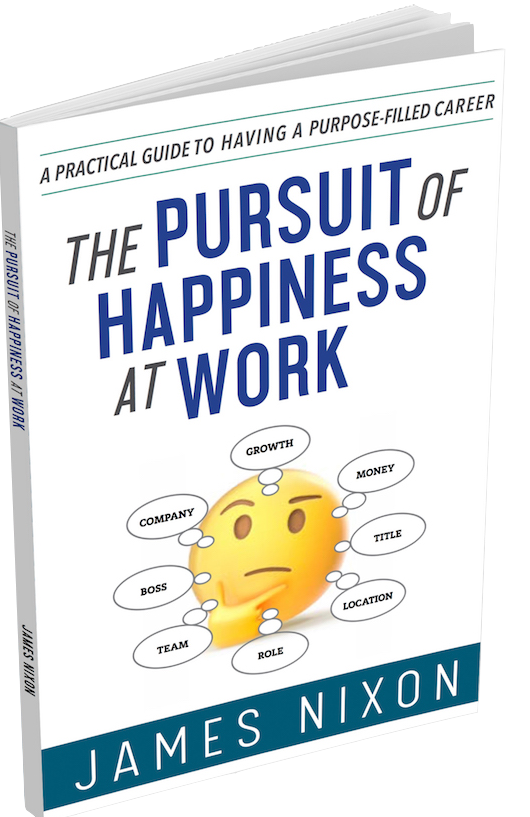 A PRACTICAL GUIDE TO HAVING A PURPOSE-FILLED CAREER
THE PURSUIT OF
HAPPINESS
AT WORK
GROWTH
MONEY
COMPANY
TITLE
BOSS
LOCATION
TEAM
ROLE
JAMES NIXON
THE PURSUIT OF HAPPINESS AT WORK
JAMES NIXON